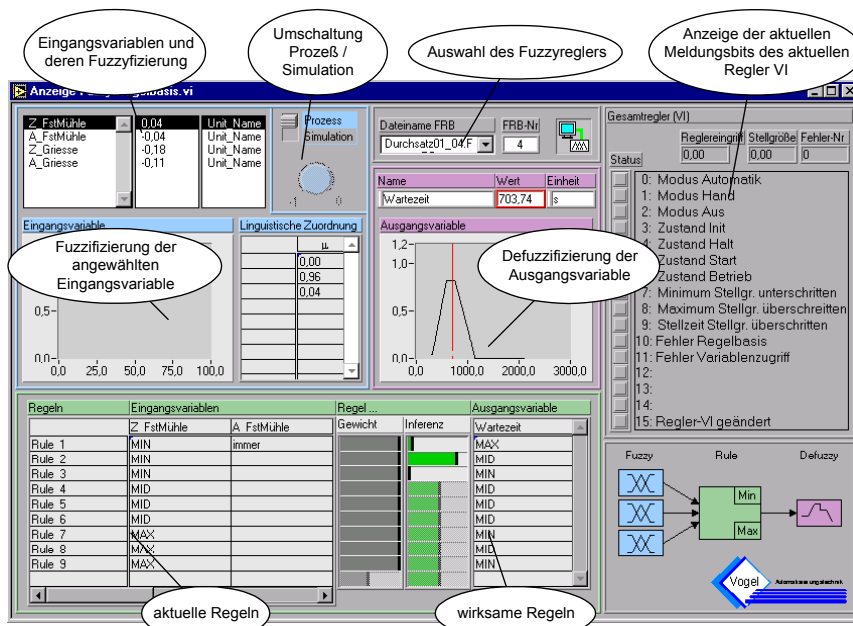 Eingangsvariablen und
deren Fuzzyfizierung
Umschaltung
Prozeß /
Simulation
Auswahl des Fuzzyreglers
Anzeige der aktuellen
Meldungsbits des aktuellen
Regler VI
Anzeige
elbasis.vi
Z_FstMühle 0,04 Unit_Name
A_FstMühle -0,04 Unit_Name
Z_Griesse -0,18 Unit_Name
A_Griesse -0,11 Unit_Name
Prozess
Simulation
-1 0
Dateiname FRB FRB-Nr
Durchsatz01_04.F 4
Name Wert Einheit
Wartezeit 703,74 s
Gesamtregler (VI)
Reglereingriff Stellgröße Fehler-Nr
0,00 0,00 0
Status
0: Modus Automatik
1: Modus Hand
2: Modus Aus
3: Zustand Init
4: Zustand Halt
Zustand Start
Zustand Betrieb
7: Minimum Stellgr. unterschritten
8: Maximum Stellgr. überschreitten
9: Stellzeit Stellgr. überschritten
10: Fehler Regelbasis
11: Fehler Variablenzugriff
12:
13:
14:
15: Regler-VI geändert
Eingangsvariable
Fuzzifizierung der
angewählten
Eingangsvariable
0,5-
0,0-
0,0 25,0 50,0 75,0 100,0
Linguistische Zuordnung
µ
0,00
0,96
0,04
Ausgangsvariable
1,2-
1,0-
0,5-
0,0-
0,0 1000,0 2000,0 3000,0
Defuzzifizierung der
Ausgangsvariable
Regeln Eingangsvariablen Regel ... Ausgangsvariable
Z_FstMühle A_FstMühle Gewicht Inferenz Wartezeit
Rule 1 MIN immer MAX
Rule 2 MIN MID
Rule 3 MIN MIN
Rule 4 MID MID
Rule 5 MID MID
Rule 6 MID MID
Rule 7 MAX MIN
Rule 8 MAX MID
Rule 9 MAX MIN
aktuelle Regeln
wirksame Regeln
Fuzzy Rule Defuzzy
Min
Max
Vogel Automatisierungstechnik